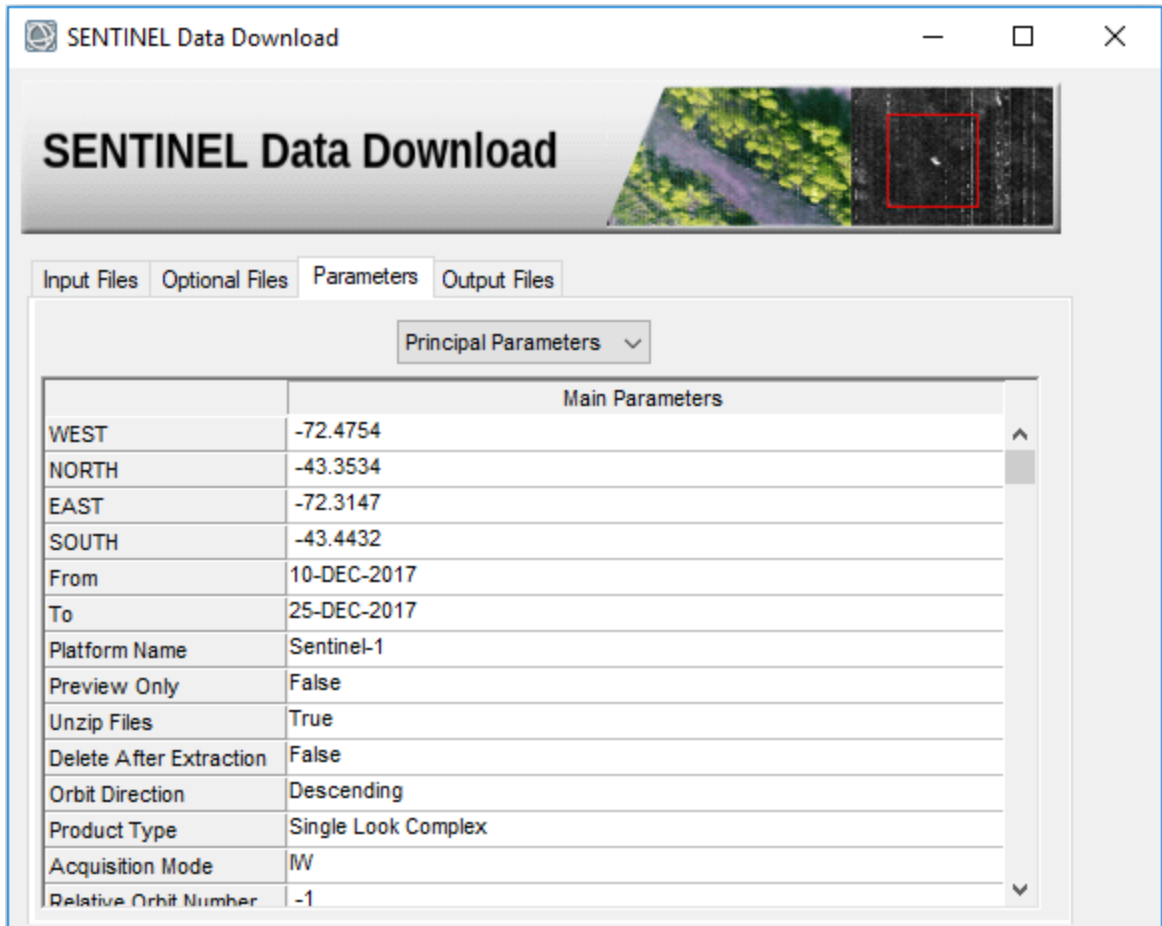 SENTINEL Data Download
SENTINEL Data Download
Input Files Optional Files Parameters Output Files
Principal Parameters
Main Parameters
WEST -72.4754
NORTH -43.3534
EAST -72.3147
SOUTH -43.4432
From 10-DEC-2017
To 25-DEC-2017
Platform Name Sentinel-1
Preview Only False
Unzip Files True
Delete After Extraction False
Orbit Direction Descending
Product Type Single Look Complex
Acquisition Mode IW
Relative Orbit Number -1